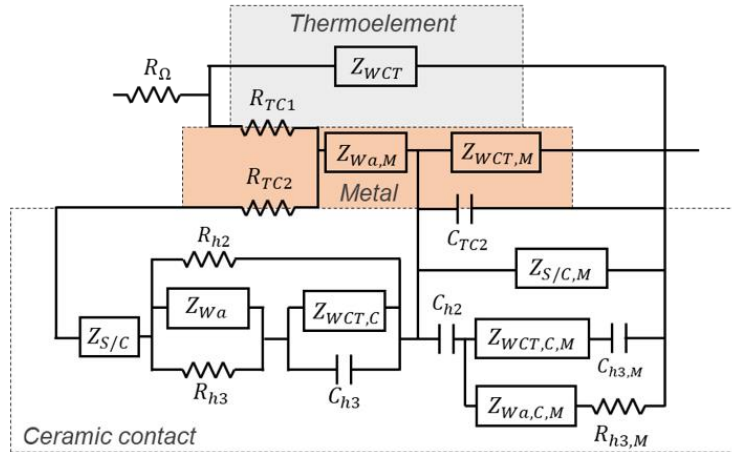 Thermoelement
R_Ω
Z_WCT
R_TC1
Z_Wa,M
Z_WCT,M
R_TC2
Metal
C_TC2
R_h2
Z_S/C,M
Z_Wa
Z_WCT,C
C_h2
Z_WCT,C,M
Z_S/C
C_h3,M
R_h3
C_h3
Z_Wa,C,M
R_h3,M
Ceramic contact